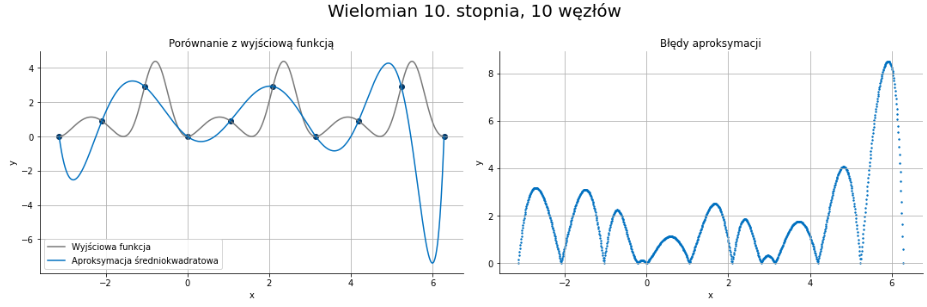 Wielomian 10. stopnia, 10 węzłów
Porównanie z wyjściową funkcją
4
2
0
−2
−4
−6
y
−2
0
2
4
6
x
Wyjściowa funkcja
Aproksymacja średniokwadratowa
Błędy aproksymacji
8
6
4
2
0
y
−2
0
2
4
6
x